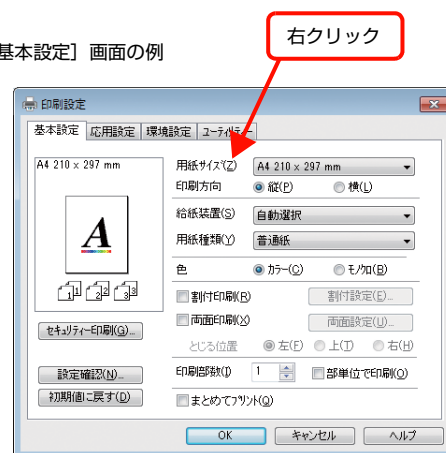 右クリック
基本設定］画面の例
印刷設定
基本設定 応用設定 環境設定 ユーティリティー
A4 210 × 297 mm
用紙サイズ(Z) A4 210 × 297 mm
印刷方向 縦(P) 横(L)
給紙装置(S) 自動選択
用紙種類(Y) 普通紙
A
色 カラー(C) モノクロ(B)
1 1 2 2 3 3
割付印刷(R) 割付設定(E)...
両面印刷(X) 両面設定(U)...
セキュリティー印刷(G)...
とじる位置 左(F) 上(T) 右(H)
設定確認(N)...
印刷部数(I) 1 部単位で印刷(O)
初期値に戻す(D)
まとめてプリント(Q)
OK キャンセル ヘルプ